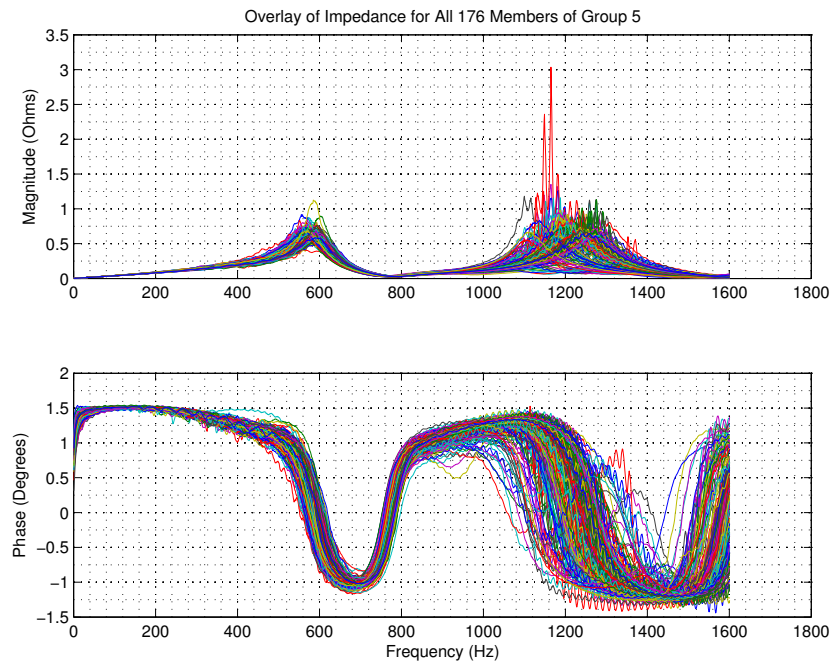 Overlay of Impedance for All 176 Members of Group 5
3.5
3
2.5
2
1.5
1
0.5
0
Magnitude (Ohms)
0 200 400 600 800 1000 1200 1400 1600 1800
2
1.5
1
0.5
0
−0.5
−1
−1.5
Phase (Degrees)
0 200 400 600 800 1000 1200 1400 1600 1800
Frequency (Hz)